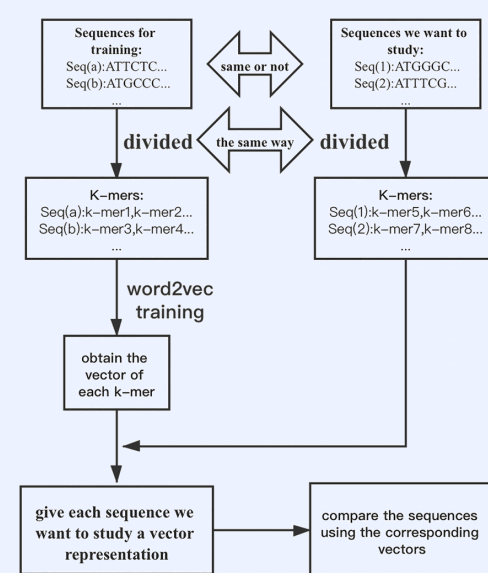 Sequences for
training:
Seq(a):ATTCTC...
Seq(b):ATGCCC...
...
same or not
Sequences we want to
study:
Seq(1):ATGGGC...
Seq(2):ATTTCG...
...
divided
the same way
divided
K-mers:
Seq(a):k-mer1,k-mer2...
Seq(b):k-mer3,k-mer4...
...
K-mers:
Seq(1):k-mer5,k-mer6...
Seq(2):k-mer7,k-mer8...
...
word2vec
training
obtain the
vector of
each k-mer
give each sequence we
want to study a vector
representation
compare the sequences
using the corresponding
vectors